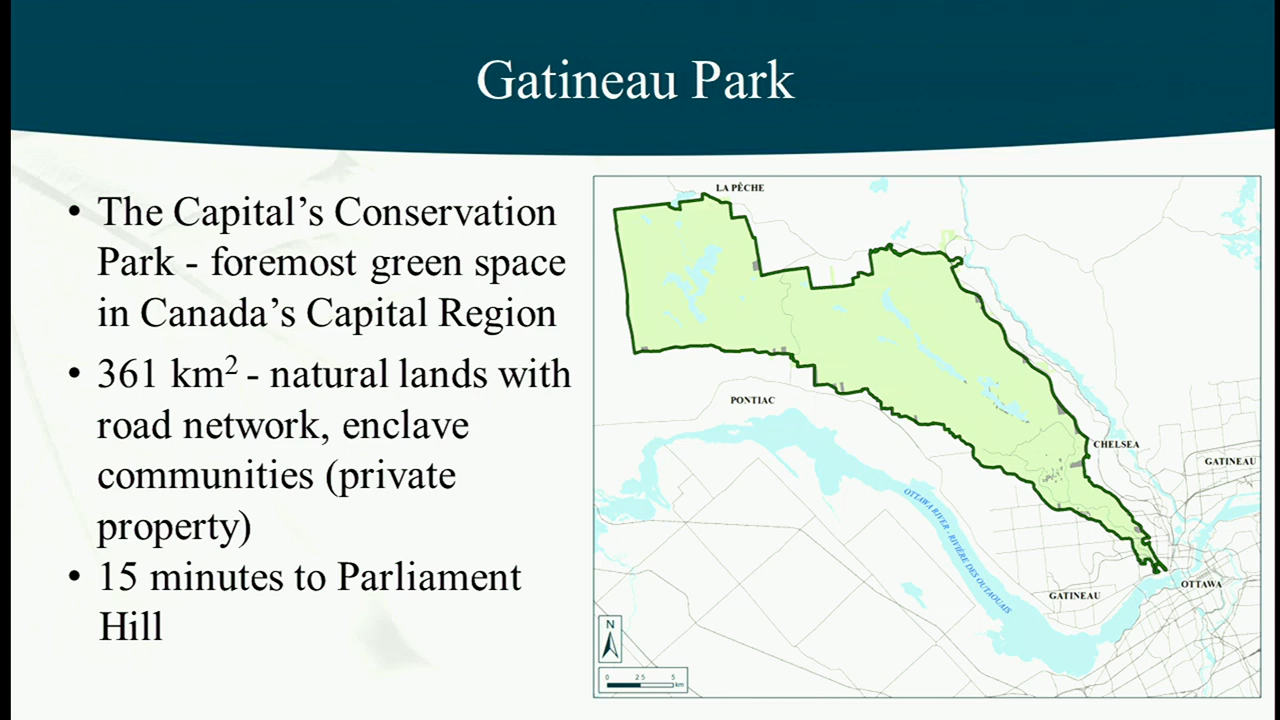 Gatineau Park
• The Capital’s Conservation
Park - foremost green space
in Canada’s Capital Region
• 361 km² - natural lands with
road network, enclave
communities (private
property)
• 15 minutes to Parliament
Hill
LA PÊCHE
PONTIAC
CHELSEA
GATINEAU
OTTAWA RIVER - RIVIÈRE DES OUTAOUAIS
OTTAWA
GATINEAU
N
0 2.5 5
km